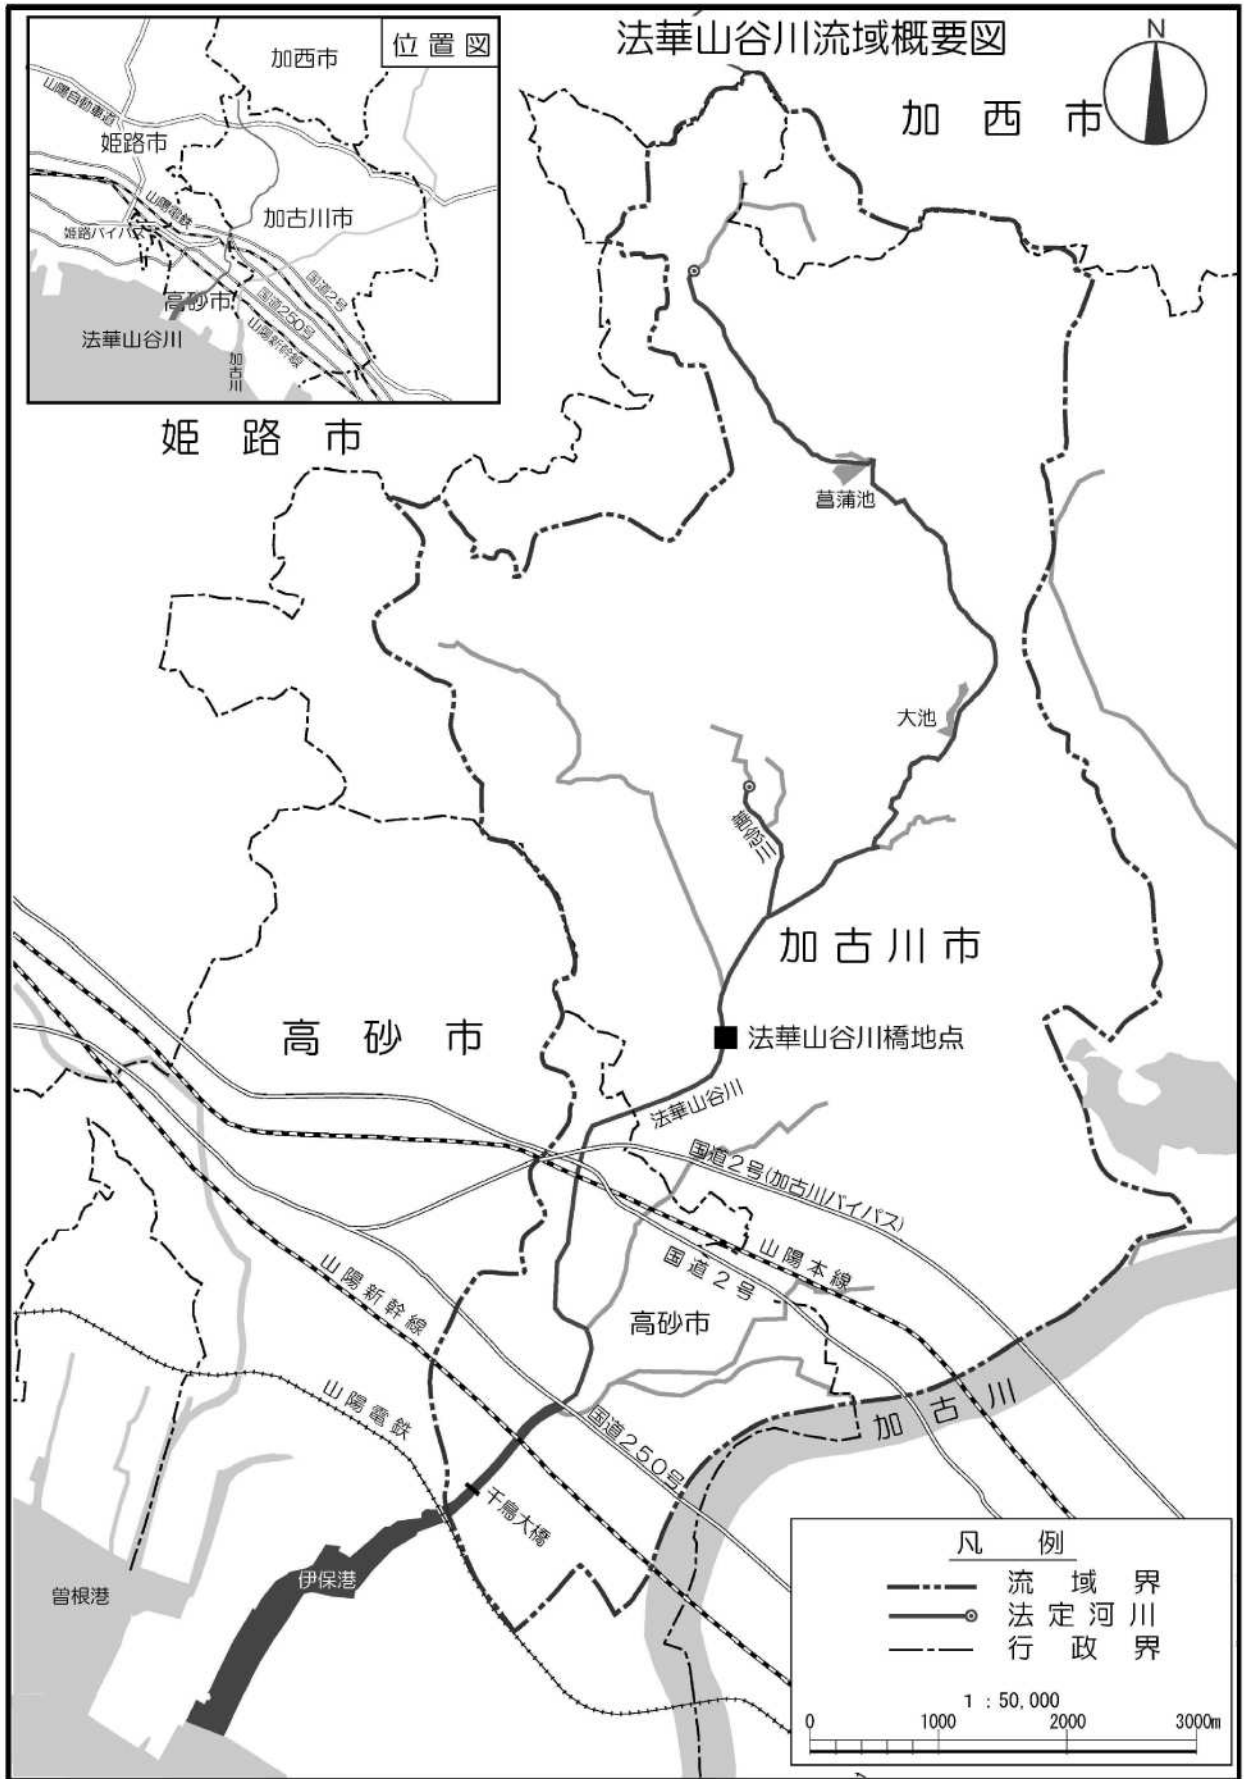 法華山谷川流域概要図
N
位置図
加西市
山陽自動車道
姫路市
山陽電鉄
加古川市
姫路バイパス
国道2号
高砂市
国道250号
法華山谷川
山陽新幹線
加古川
加西市
姫路市
菖蒲池
大池
加古川市
高砂市
法華山谷川橋地点
法華山谷川
国道2号(加古川バイパス)
山陽本線
国道2号
山陽新幹線
高砂市
山陽電鉄
加古川
国道250号
千鳥大橋
伊保港
曽根港
凡例
流域界
法定河川
行政界
1 : 50,000
0 1000 2000 3000m